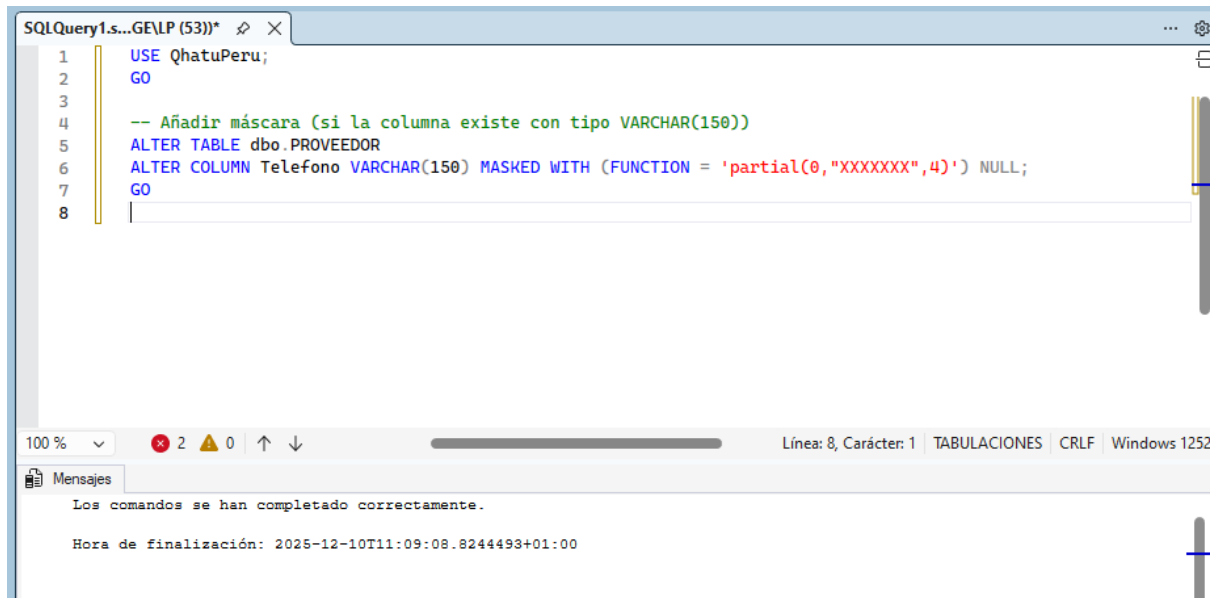 SQLQuery1.s...GE\LP (53))*
1 USE QhatuPeru;
2 GO
3
4 -- Añadir máscara (si la columna existe con tipo VARCHAR(150))
5 ALTER TABLE dbo.PROVEEDOR
6 ALTER COLUMN Telefono VARCHAR(150) MASKED WITH (FUNCTION = 'partial(0,"XXXXXXX",4)') NULL;
7 GO
8
100 % 2 0 Línea: 8, Carácter: 1 TABULACIONES CRLF Windows 1252
Mensajes
Los comandos se han completado correctamente.
Hora de finalización: 2025-12-10T11:09:08.8244493+01:00